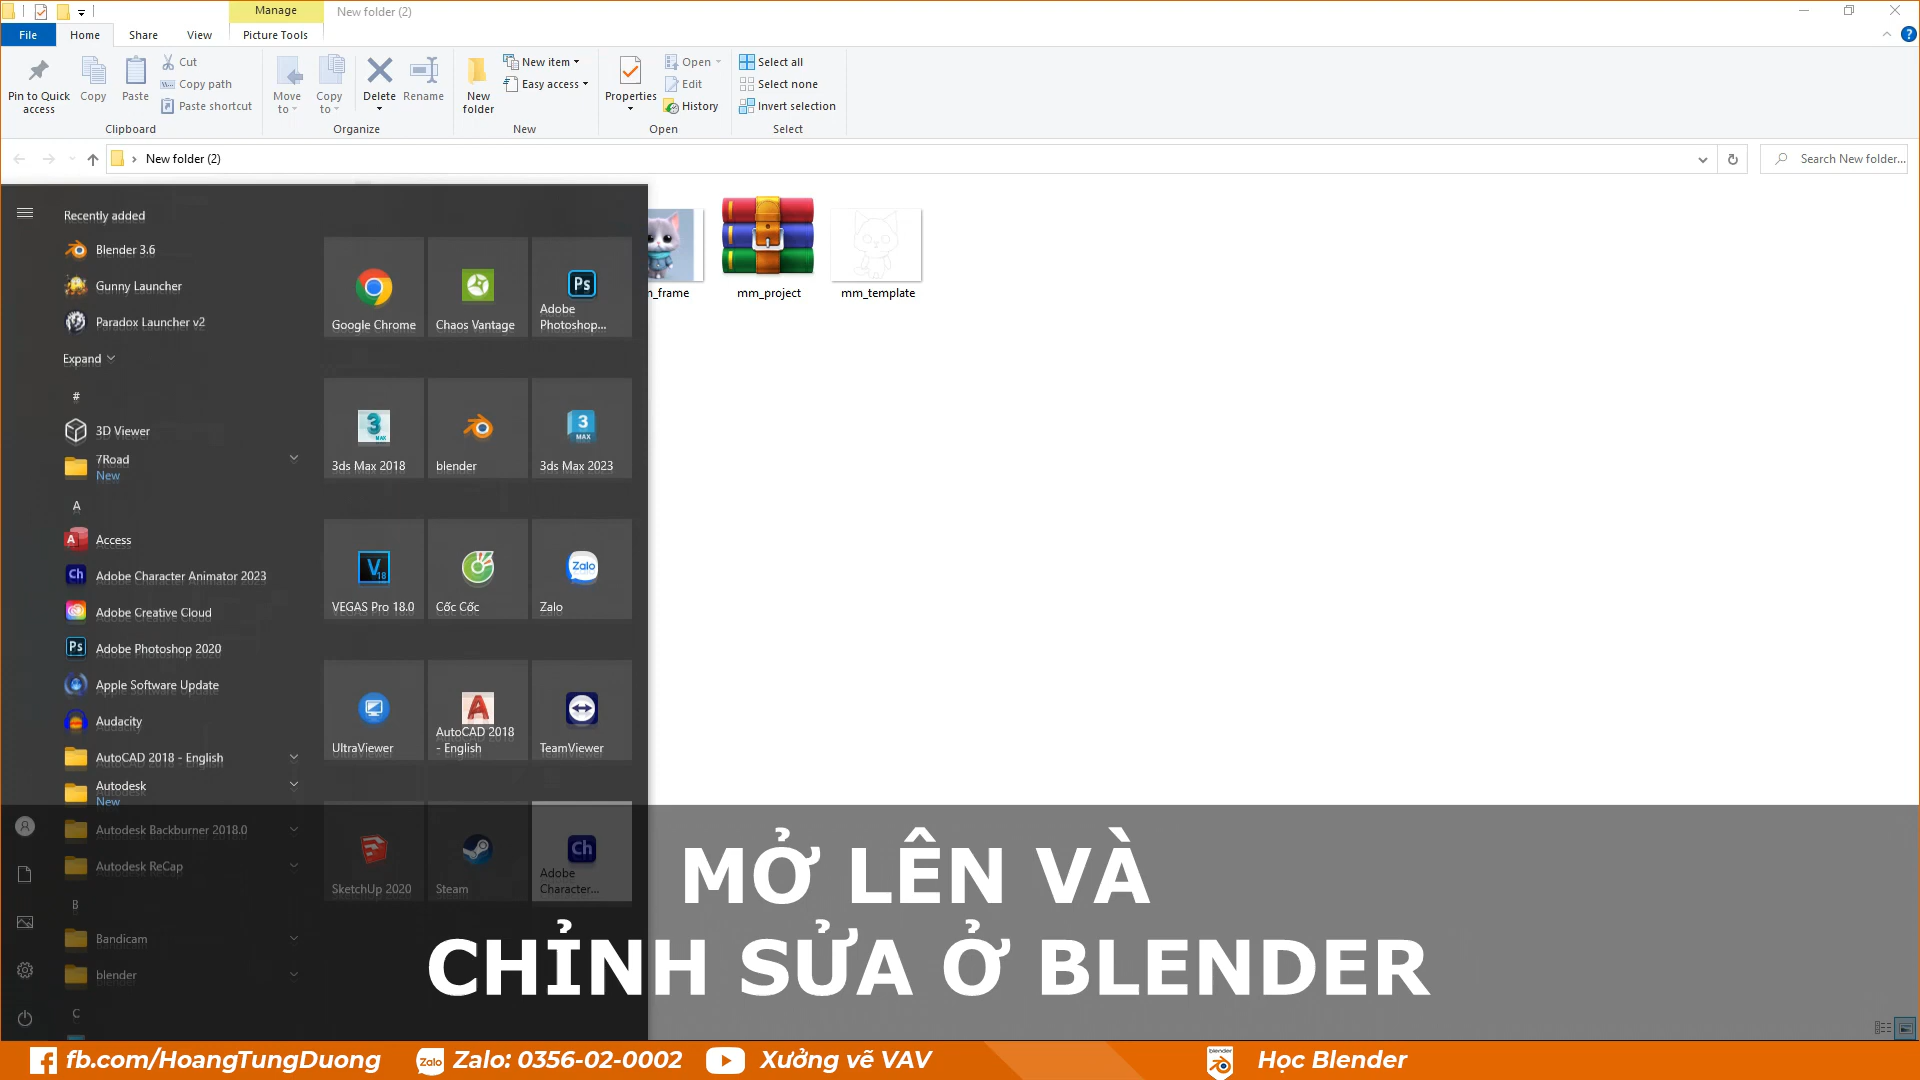 Manage
New folder (2)
File
Home
Share
View
Picture Tools
Pin to Quick access
Copy
Paste
Cut
Copy path
Paste shortcut
Clipboard
Move to
Copy to
Delete
Rename
Organize
New folder
New item
Easy access
New
Properties
Open
Edit
History
Open
Select all
Select none
Invert selection
Select
New folder (2)
Search New folder...
Recently added
Blender 3.6
Gunny Launcher
Paradox Launcher v2
Expand
#
3D Viewer
7Road
New
A
Access
Adobe Character Animator 2023
Adobe Creative Cloud
Adobe Photoshop 2020
Apple Software Update
Audacity
AutoCAD 2018 - English
Autodesk
New
Autodesk Backburner 2018.0
Autodesk ReCap
B
Bandicam
blender
C
Google Chrome
Chaos Vantage
Adobe Photoshop...
3ds Max 2018
blender
3ds Max 2023
VEGAS Pro 18.0
Cốc Cốc
Zalo
UltraViewer
AutoCAD 2018 - English
TeamViewer
SketchUp 2020
Steam
Adobe Character...
_frame
mm_project
mm_template
MỞ LÊN VÀ
CHỈNH SỬA Ở BLENDER
fb.com/HoangTungDuong
Zalo: 0356-02-0002
Xưởng vẽ VAV
Học Blender